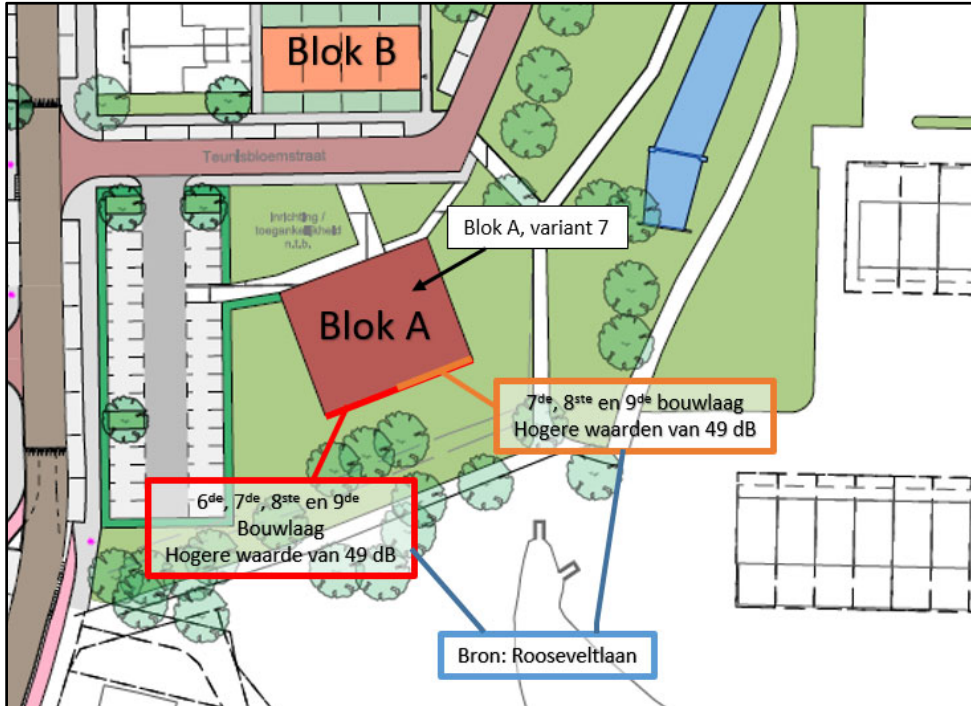 Blok B
Teunisbloemstraat
Inrichting /
toegankelijkheid
n.t.b.
Blok A, variant 7
Blok A
7de, 8ste en 9de bouwlaag
Hogere waarden van 49 dB
6de, 7de, 8ste en 9de
Bouwlaag
Hogere waarde van 49 dB
Bron: Rooseveltlaan